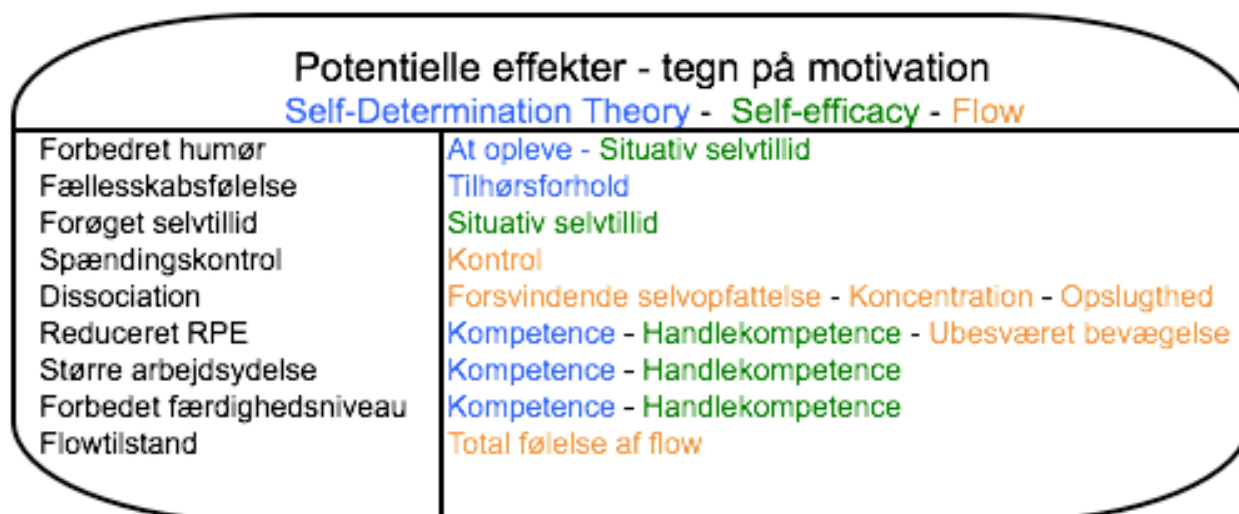 Potentielle effekter - tegn på motivation
Self-Determination Theory - Self-efficacy - Flow
Forbedret humør At opleve - Situativ selvtillid
Fællesskabsfølelse Tilhørsforhold
Forøget selvtillid Situativ selvtillid
Spændingskontrol Kontrol
Dissociation Forsvindende selvopfattelse - Koncentration - Opslugthed
Reduceret RPE Kompetence - Handlekompetence - Ubesværet bevægelse
Større arbejdsydelse Kompetence - Handlekompetence
Forbedet færdighedsniveau Kompetence - Handlekompetence
Flowtilstand Total følelse af flow